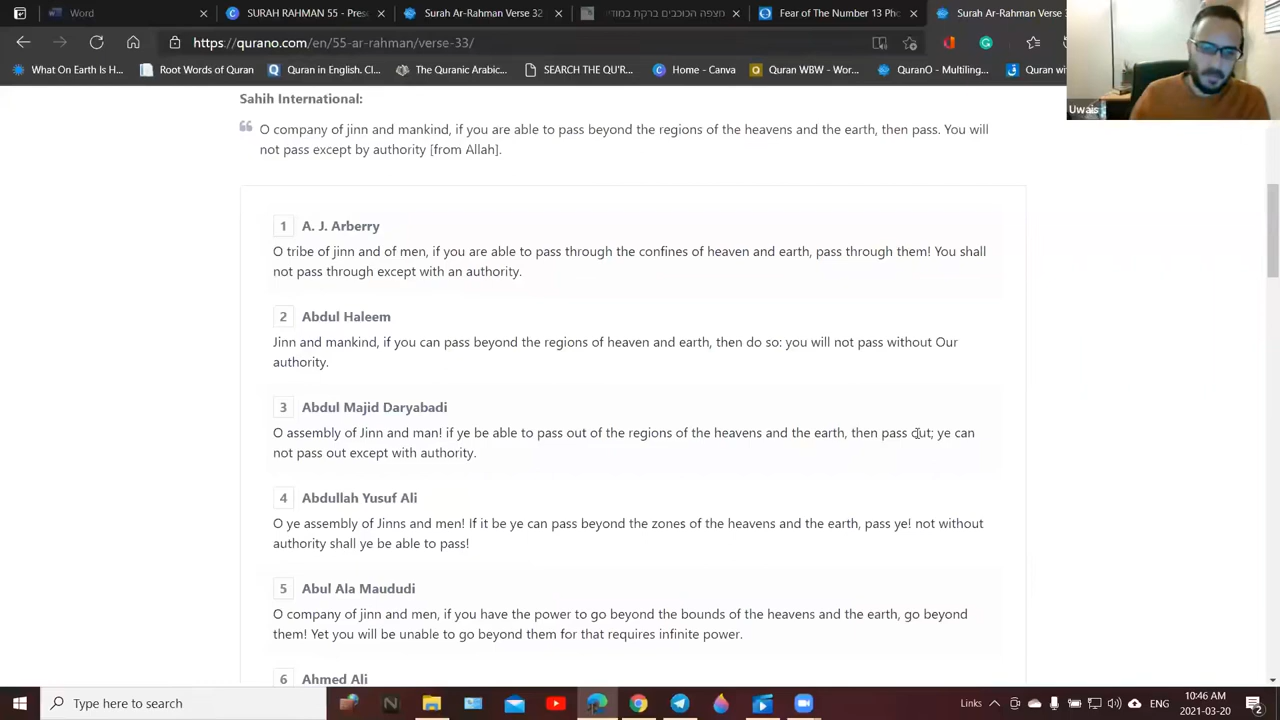 Word
SURAH RAHMAN 55 - Pres
Surah Ar-Rahman Verse 32
מצפה הכוכבים ברקת במודיע
Fear of The Number 13 Pho
Surah Ar-Rahman Verse 3
https://qurano.com/en/55-ar-rahman/verse-33/
What On Earth Is H...
Root Words of Quran
Quran in English. Cl...
The Quranic Arabic...
SEARCH THE QU'R...
Home - Canva
Quran WBW - Wor...
QuranO - Multiling...
Quran wi
Uwais
Sahih International:
O company of jinn and mankind, if you are able to pass beyond the regions of the heavens and the earth, then pass. You will
not pass except by authority [from Allah].
1 A. J. Arberry
O tribe of jinn and of men, if you are able to pass through the confines of heaven and earth, pass through them! You shall
not pass through except with an authority.
2 Abdul Haleem
Jinn and mankind, if you can pass beyond the regions of heaven and earth, then do so: you will not pass without Our
authority.
3 Abdul Majid Daryabadi
O assembly of Jinn and man! if ye be able to pass out of the regions of the heavens and the earth, then pass out; ye can
not pass out except with authority.
4 Abdullah Yusuf Ali
O ye assembly of Jinns and men! If it be ye can pass beyond the zones of the heavens and the earth, pass ye! not without
authority shall ye be able to pass!
5 Abul Ala Maududi
O company of jinn and men, if you have the power to go beyond the bounds of the heavens and the earth, go beyond
them! Yet you will be unable to go beyond them for that requires infinite power.
6 Ahmed Ali
Type here to search
Links
ENG
10:46 AM
2021-03-20
2